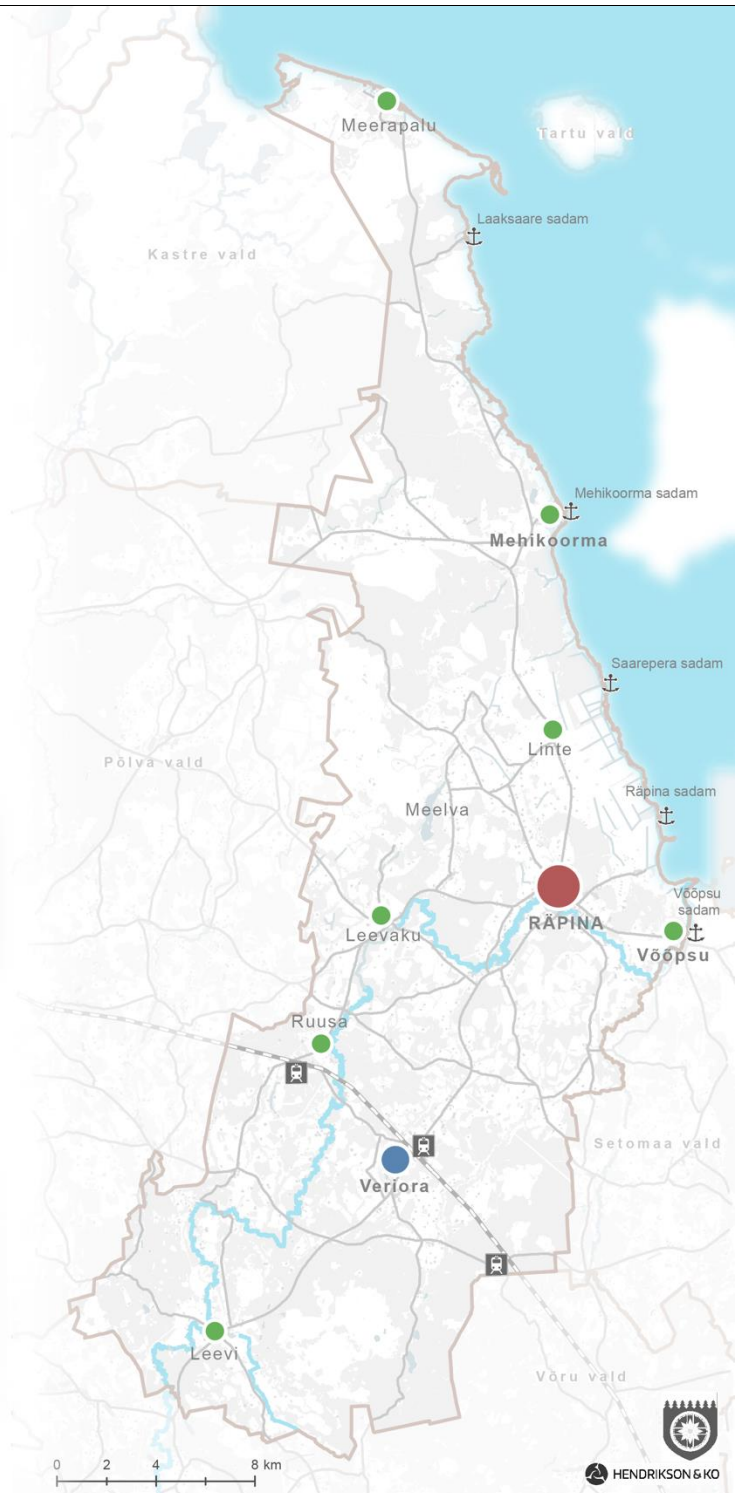 Meerapalu
Tartu vald
Laaksaare sadam
Kastre vald
Mehikoorma sadam
Mehikoorma
Saarepera sadam
Linte
Põlva vald
Räpina sadam
Meelva
RÄPINA
Võõpsu
sadam
Leevaku
Võõpsu
Ruusa
Setomaa vald
Veriora
Leevi
Võru vald
0 2 4 8 km
HENDRIKSON & KO